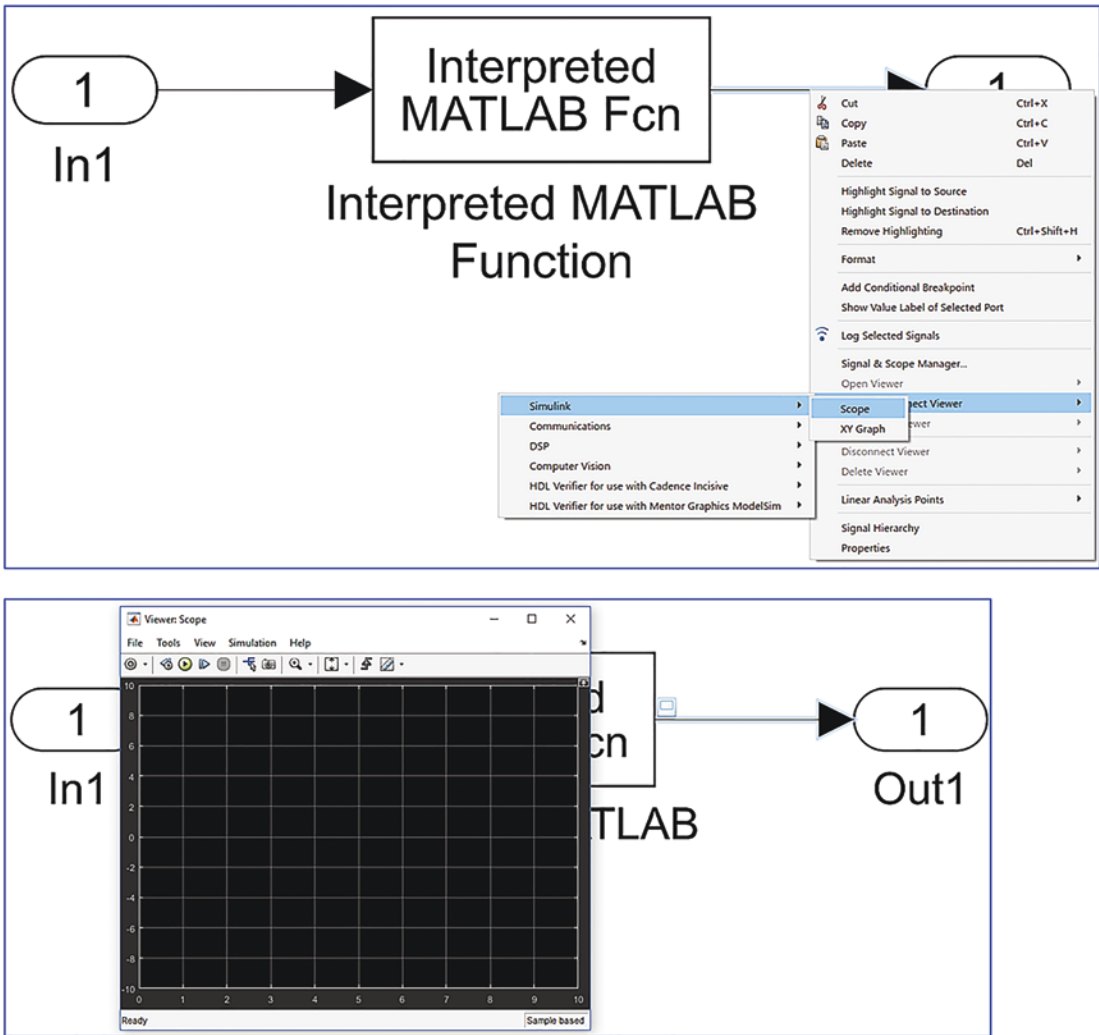 1
In1
Interpreted
MATLAB Fcn
Interpreted MATLAB
Function
1
Cut Ctrl+X
Copy Ctrl+C
Paste Ctrl+V
Delete Del
Highlight Signal to Source
Highlight Signal to Destination
Remove Highlighting Ctrl+Shift+H
Format
Add Conditional Breakpoint
Show Value Label of Selected Port
Log Selected Signals
Signal & Scope Manager...
Open Viewer
nect Viewer
ewer
Disconnect Viewer
Delete Viewer
Linear Analysis Points
Signal Hierarchy
Properties
Scope
XY Graph
Simulink
Communications
DSP
Computer Vision
HDL Verifier for use with Cadence Incisive
HDL Verifier for use with Mentor Graphics ModelSim
1
In1
Viewer: Scope
File Tools View Simulation Help
10
8
6
4
2
0
-2
-4
-6
-8
-10
0 1 2 3 4 5 6 7 8 9 10
Ready Sample based
d
cn
TLAB
1
Out1